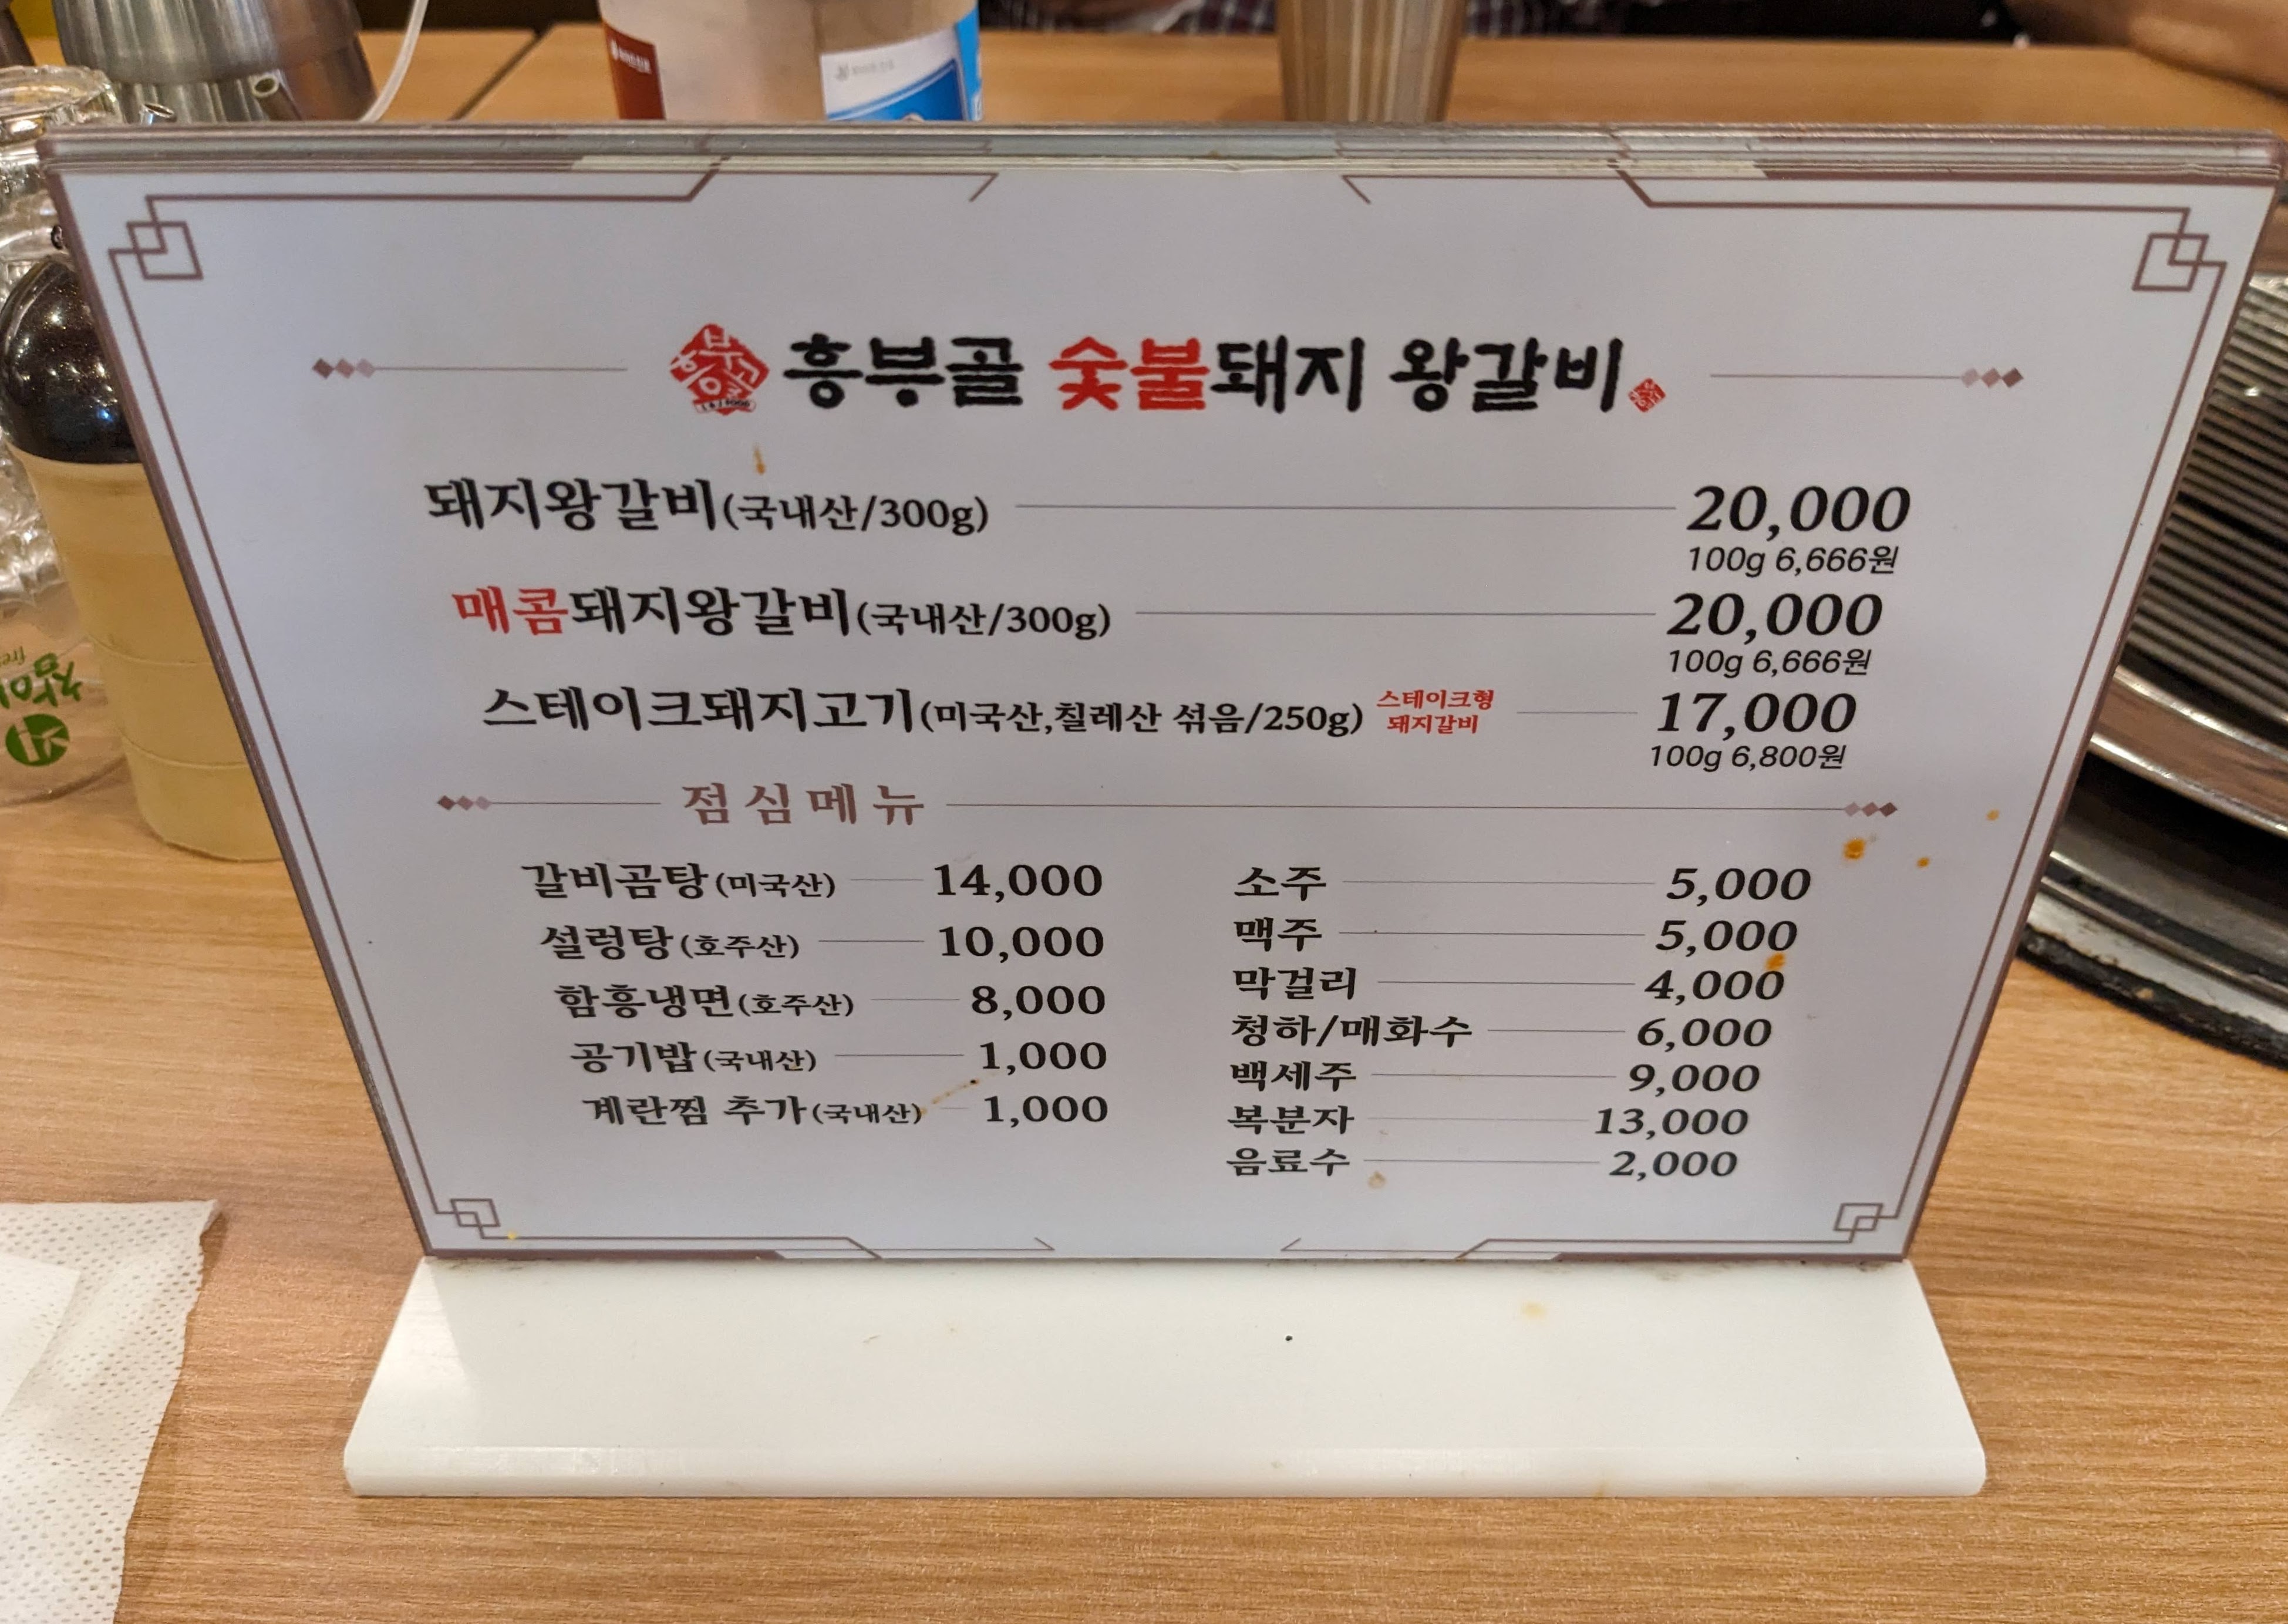 흥부골 숯불돼지 왕갈비
돼지왕갈비(국내산/300g) 20,000
100g 6,666원
매콤돼지왕갈비(국내산/300g) 20,000
100g 6,666원
스테이크돼지고기(미국산,칠레산 섞음/250g) 스테이크형 돼지갈비 17,000
100g 6,800원
점심메뉴
갈비곰탕(미국산) 14,000
설렁탕(호주산) 10,000
함흥냉면(호주산) 8,000
공기밥(국내산) 1,000
계란찜 추가(국내산) 1,000
소주 5,000
맥주 5,000
막걸리 4,000
청하/매화수 6,000
백세주 9,000
복분자 13,000
음료수 2,000